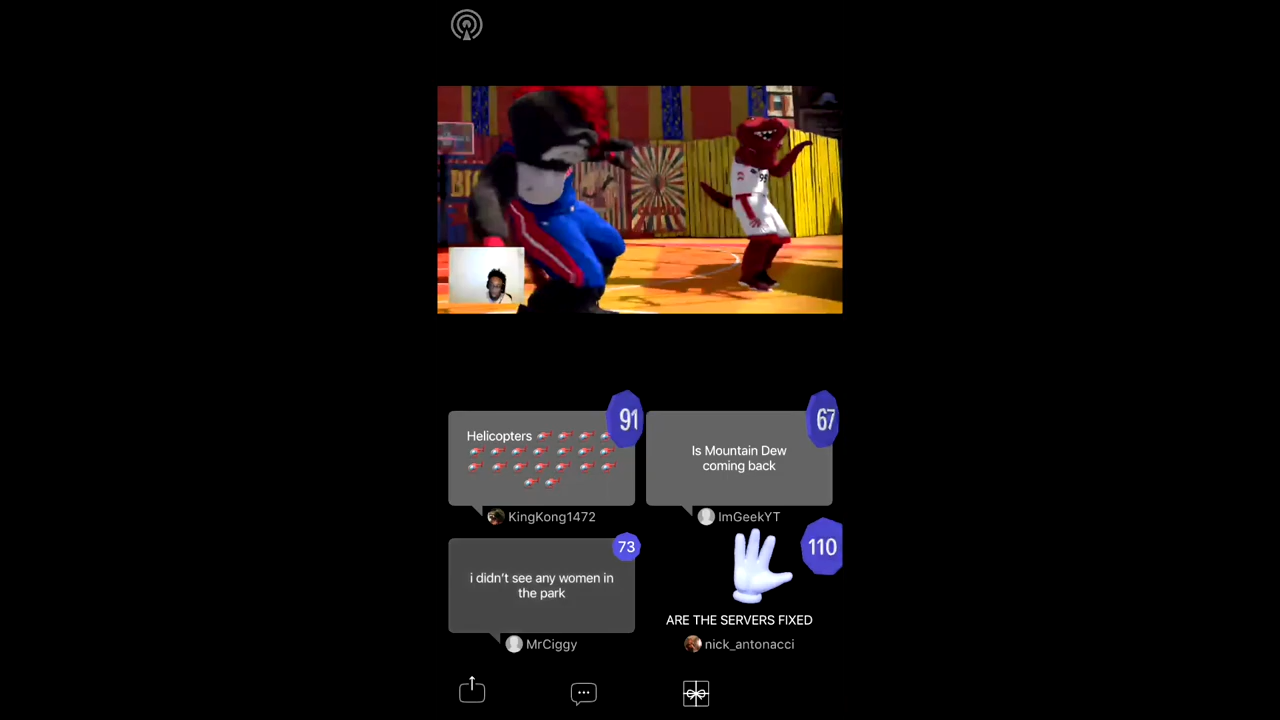 91
Helicopters
KingKong1472
67
Is Mountain Dew
coming back
ImGeekYT
73
i didn't see any women in
the park
MrCiggy
110
ARE THE SERVERS FIXED
nick_antonacci